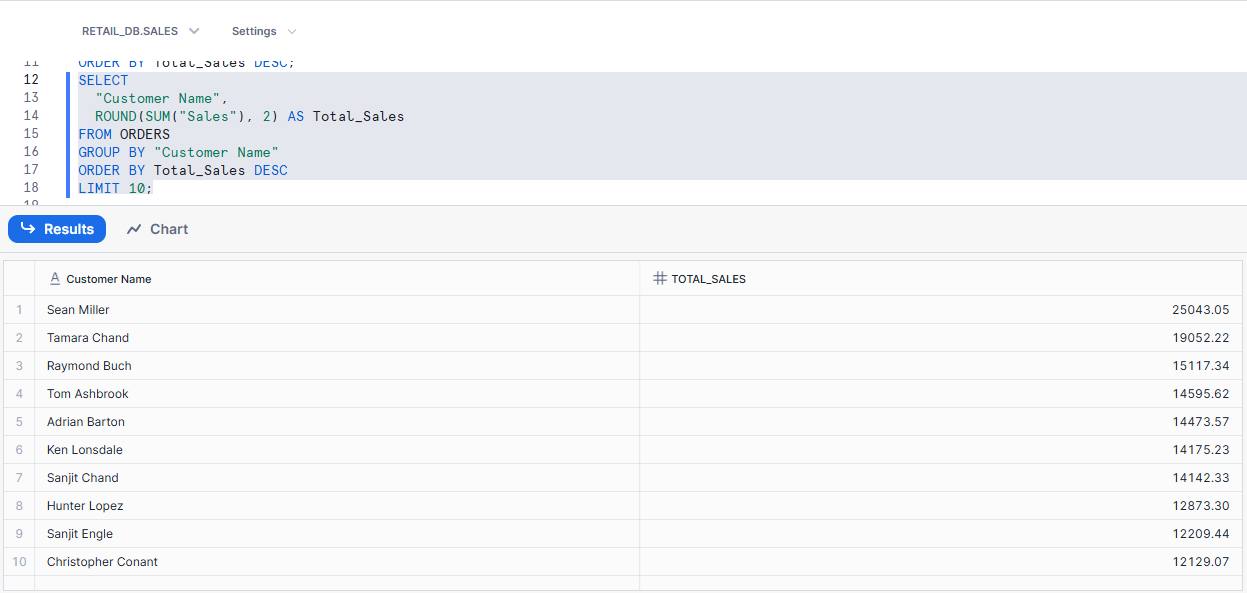 RETAIL_DB.SALES Settings
11 ORDER BY Total_Sales DESC;
12 SELECT
13 "Customer Name",
14 ROUND(SUM("Sales"), 2) AS Total_Sales
15 FROM ORDERS
16 GROUP BY "Customer Name"
17 ORDER BY Total_Sales DESC
18 LIMIT 10;
19
Results Chart
Customer Name TOTAL_SALES
1 Sean Miller 25043.05
2 Tamara Chand 19052.22
3 Raymond Buch 15117.34
4 Tom Ashbrook 14595.62
5 Adrian Barton 14473.57
6 Ken Lonsdale 14175.23
7 Sanjit Chand 14142.33
8 Hunter Lopez 12873.30
9 Sanjit Engle 12209.44
10 Christopher Conant 12129.07